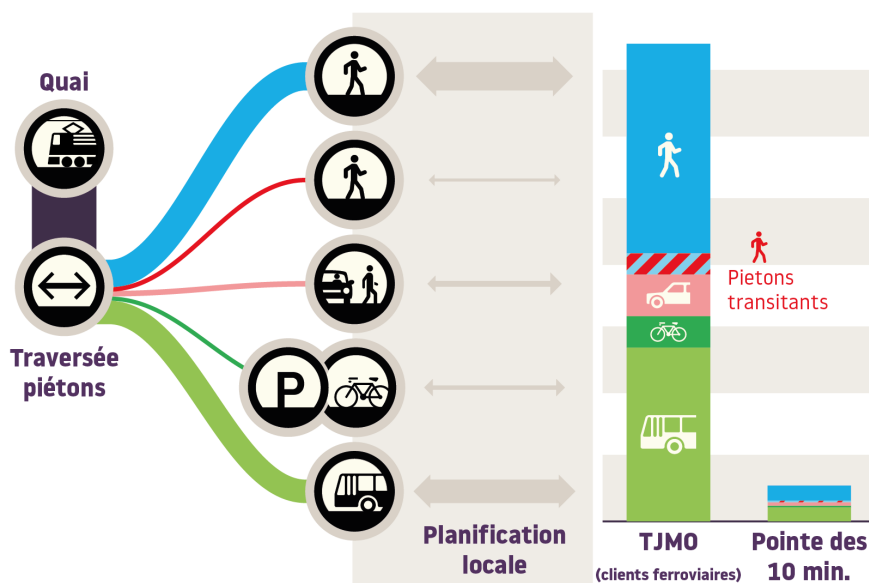 Quai
Traversée
piétons
P
Planification
locale
Pietons
transitants
TJMO
(clients ferroviaires)
Pointe des
10 min.